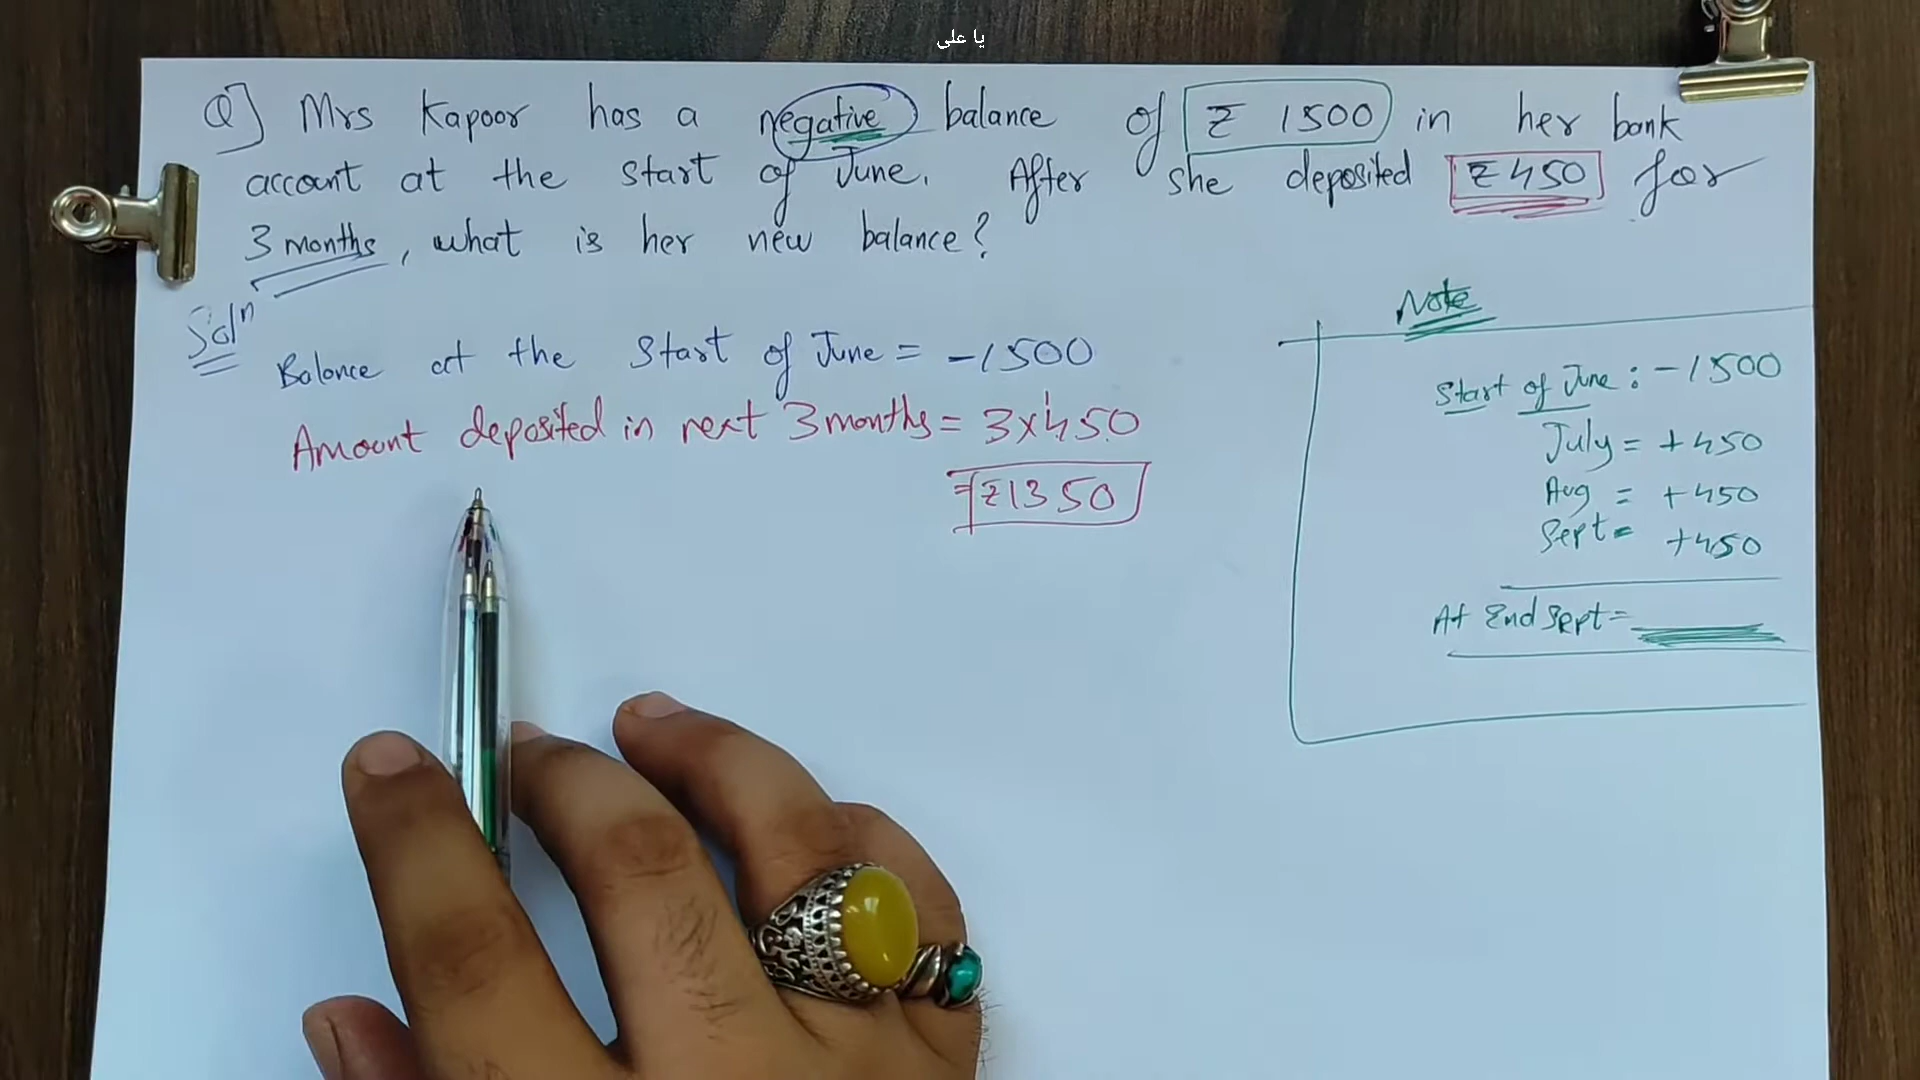 یا علی
Q] Mrs Kapoor has a negative balance of ₹ 1500 in her bank
account at the start of June. After she deposited ₹450 for
3 months, what is her new balance?
Solⁿ
Balance at the Start of June = -1500
Amount deposited in next 3 months = 3x450
= ₹1350
Note
Start of June : -1500
July = +450
Aug = +450
Sept = +450
At End Sept =